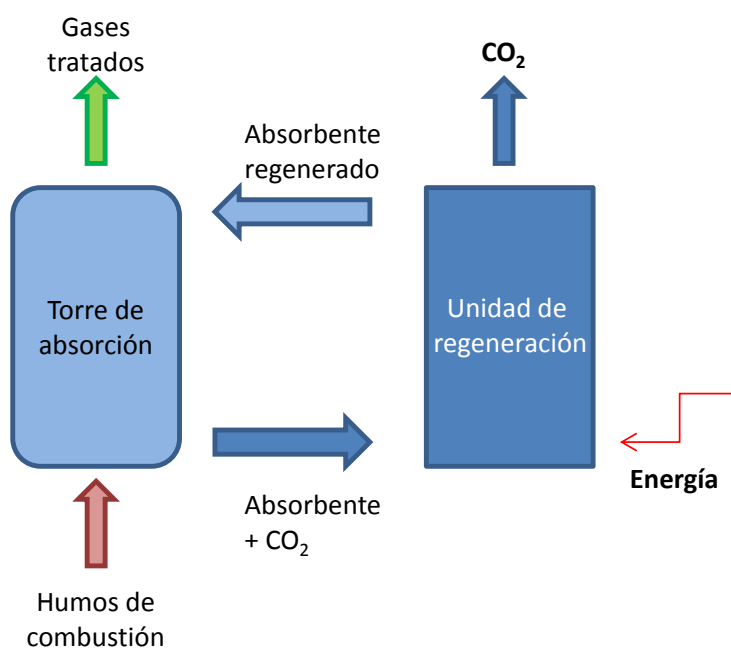 Gases
tratados
CO₂
Absorbente
regenerado
Torre de
absorción
Unidad de
regeneración
Energía
Absorbente
+ CO₂
Humos de
combustión